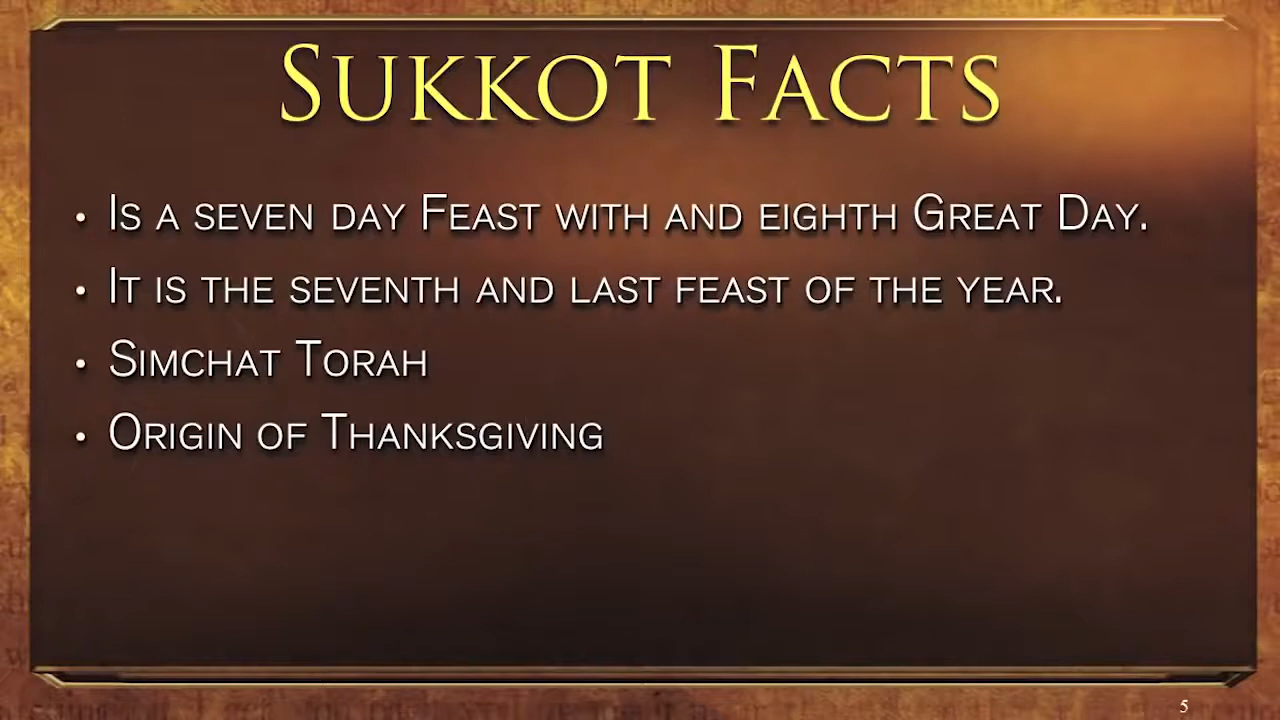 Sukkot Facts
• Is a seven day Feast with and eighth Great Day.
• It is the seventh and last feast of the year.
• Simchat Torah
• Origin of Thanksgiving
5